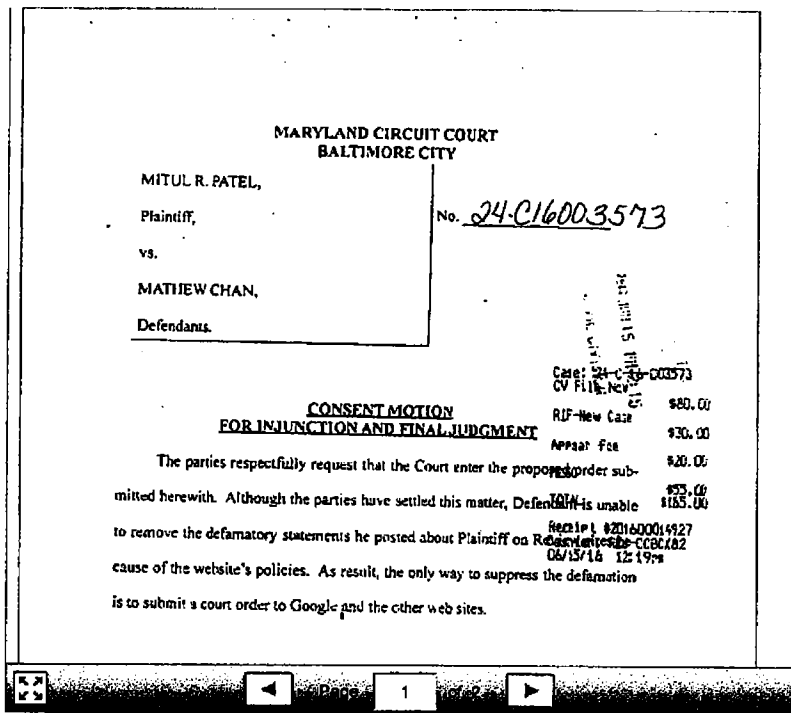 MARYLAND CIRCUIT COURT
BALTIMORE CITY
MITUL R. PATEL,
Plaintiff,
vs.
MATHEW CHAN,
Defendants.
No. 24-C16003573
Case: 24-C-16-003573
CV File New
$80.00
RIF-New Case
$30.00
Appear Fee
$20.00
$55.00
TOTAL
$165.00
Receipt #201600014927
CCBCX82
06/15/16 12:19pm
CONSENT MOTION
FOR INJUNCTION AND FINAL JUDGMENT
The parties respectfully request that the Court enter the proposed order sub-
mitted herewith. Although the parties have settled this matter, Defendant is unable
to remove the defamatory statements he posted about Plaintiff on be-
cause of the website's policies. As result, the only way to suppress the defamation
is to submit a court order to Google and the other web sites.
Page 1 of 2